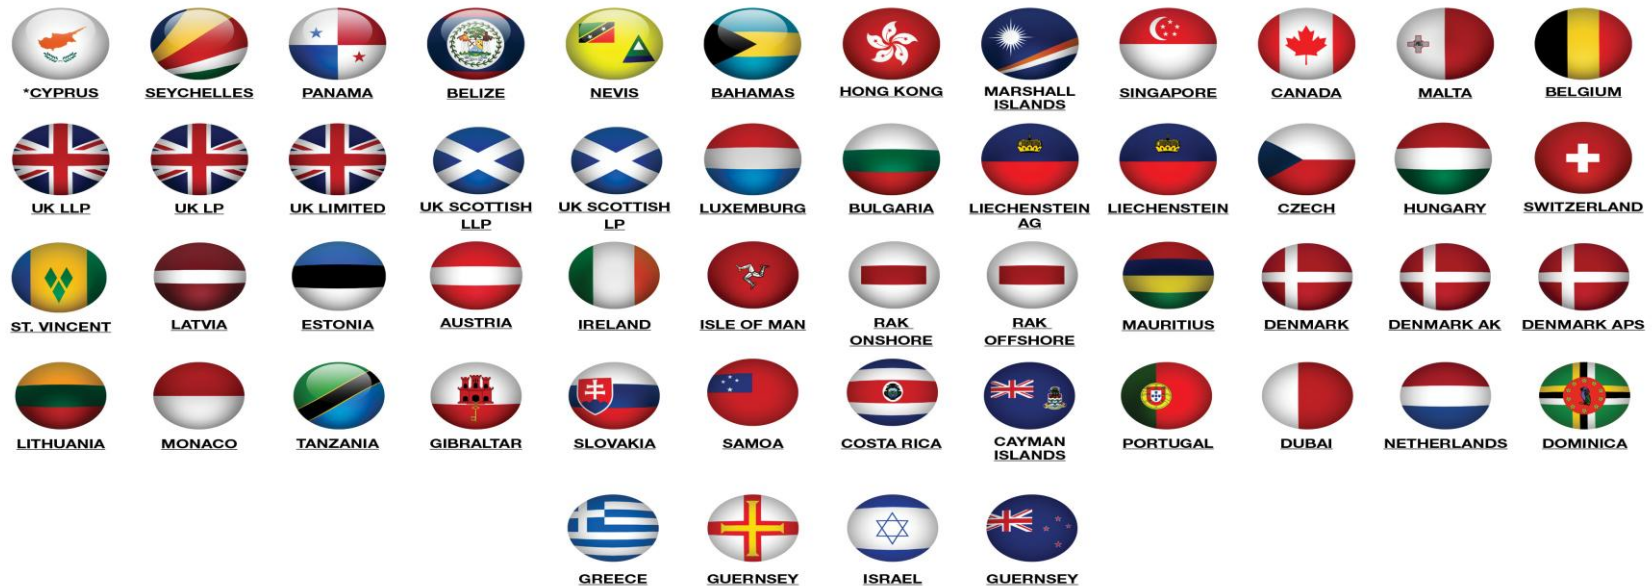 *CYPRUS
SEYCHELLES
PANAMA
BELIZE
NEVIS
BAHAMAS
HONG KONG
MARSHALL
ISLANDS
SINGAPORE
CANADA
MALTA
BELGIUM
UK LLP
UK LP
UK LIMITED
UK SCOTTISH
LLP
UK SCOTTISH
LP
LUXEMBURG
BULGARIA
LIECHENSTEIN
AG
LIECHENSTEIN
CZECH
HUNGARY
SWITZERLAND
ST. VINCENT
LATVIA
ESTONIA
AUSTRIA
IRELAND
ISLE OF MAN
RAK
ONSHORE
RAK
OFFSHORE
MAURITIUS
DENMARK
DENMARK AK
DENMARK APS
LITHUANIA
MONACO
TANZANIA
GIBRALTAR
SLOVAKIA
SAMOA
COSTA RICA
CAYMAN
ISLANDS
PORTUGAL
DUBAI
NETHERLANDS
DOMINICA
GREECE
GUERNSEY
ISRAEL
GUERNSEY